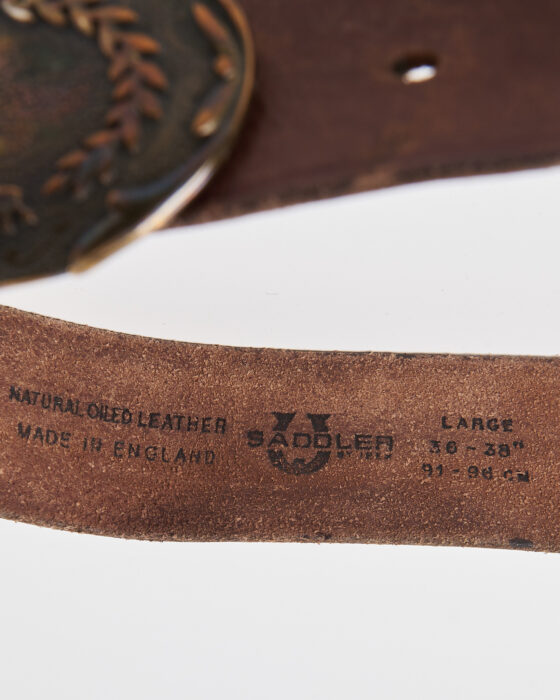 NATURAL OILED LEATHER
MADE IN ENGLAND
SADDLER
LARGE
36 - 38"
91 - 96 CM